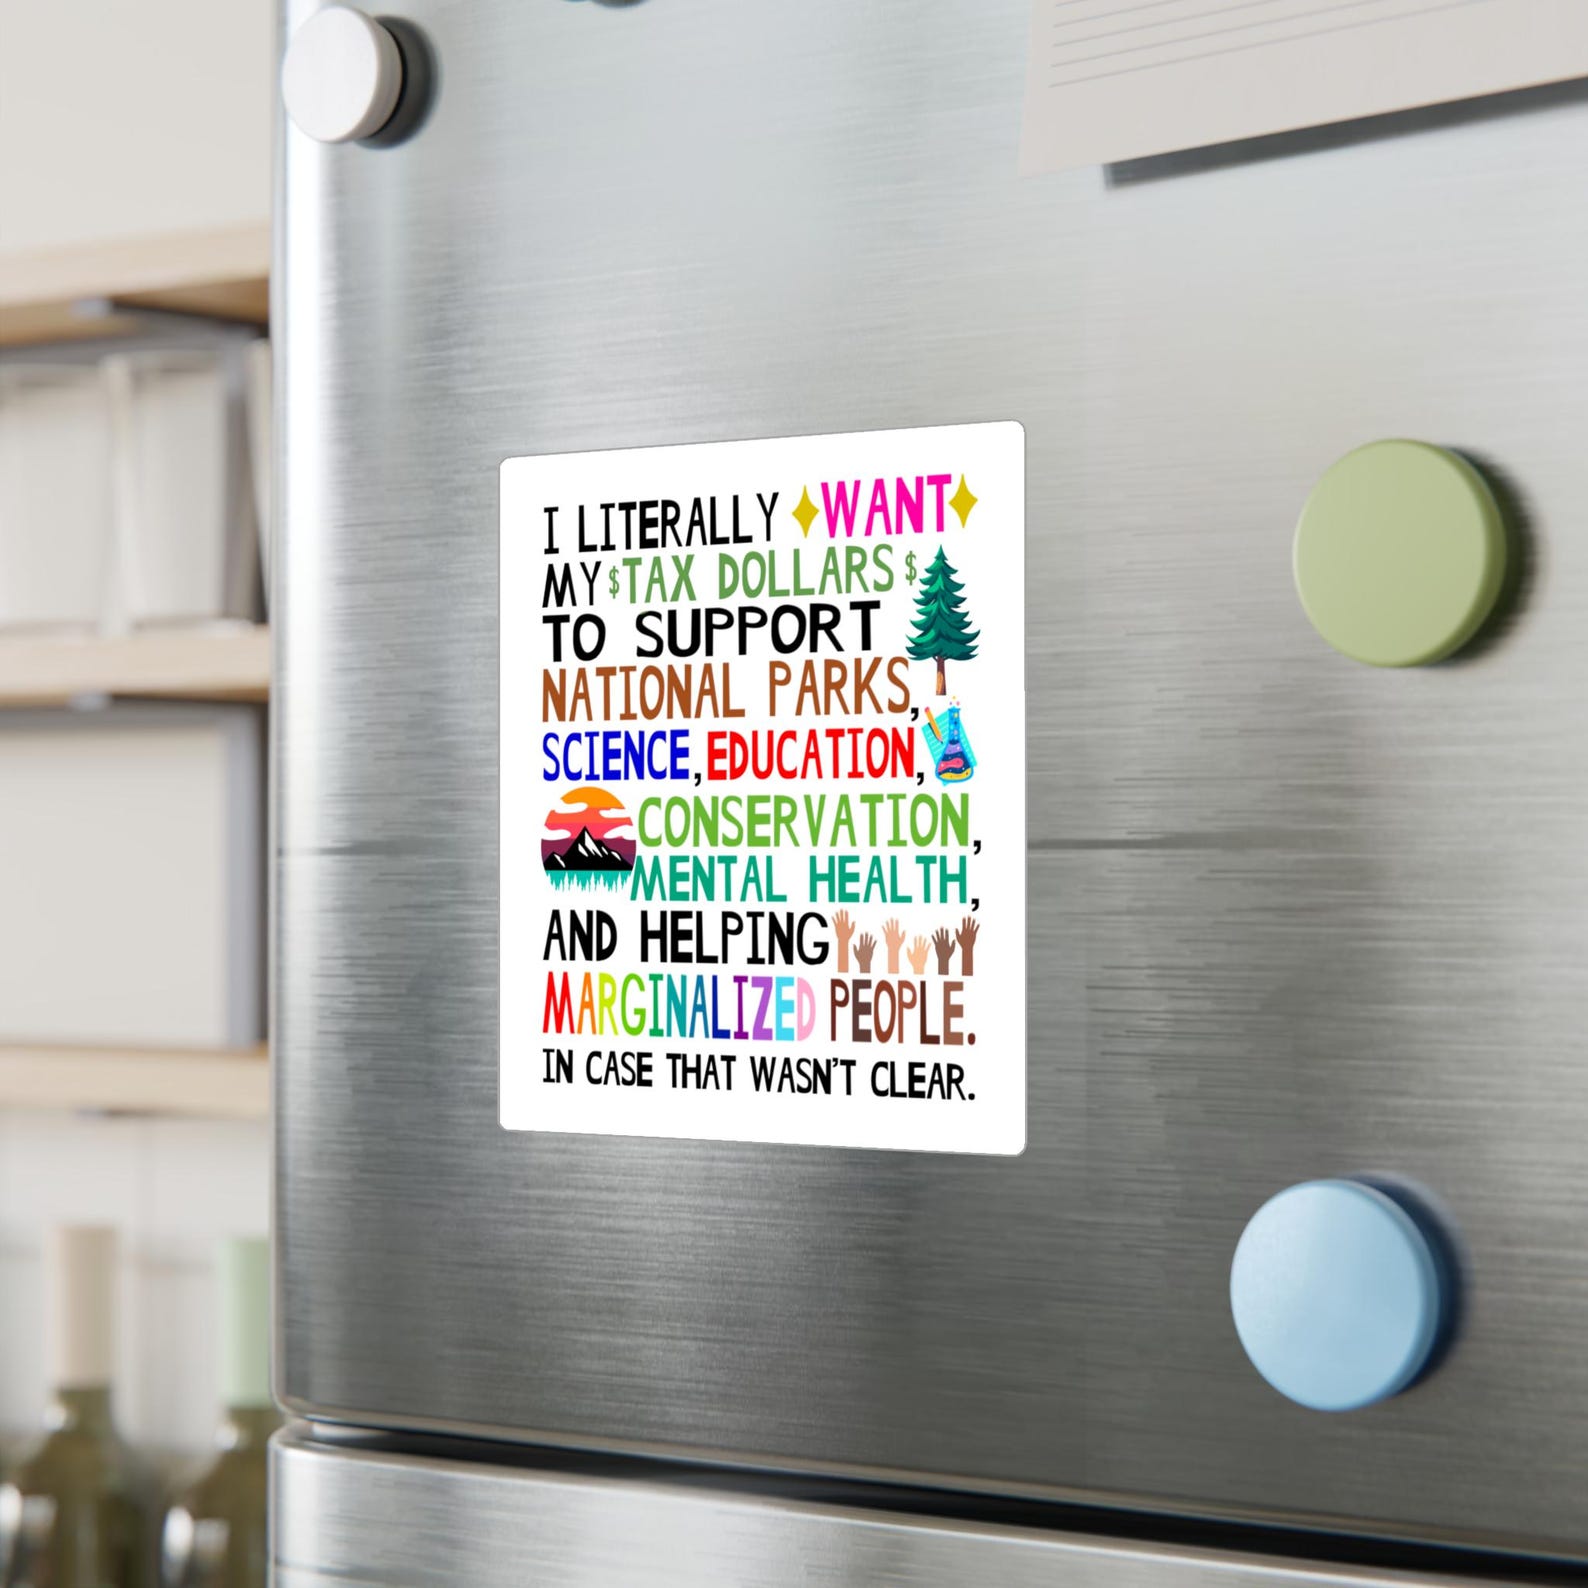 I LITERALLY WANT
MY $TAX DOLLARS $
TO SUPPORT
NATIONAL PARKS,
SCIENCE, EDUCATION,
CONSERVATION,
MENTAL HEALTH,
AND HELPING
MARGINALIZED PEOPLE.
IN CASE THAT WASN'T CLEAR.